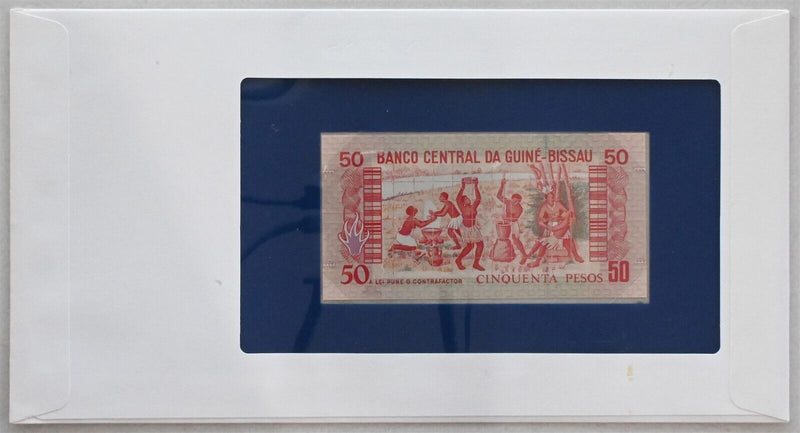 50 BANCO CENTRAL DA GUINÉ-BISSAU 50
50 A LEI PUNE O CONTRAFACTOR CINQUENTA PESOS 50